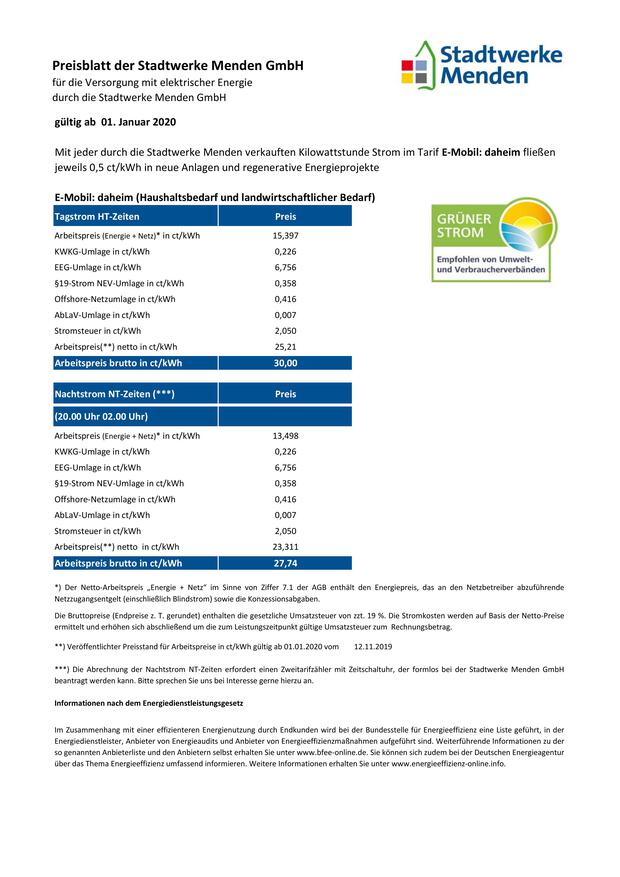 Preisblatt der Stadtwerke Menden GmbH
für die Versorgung mit elektrischer Energie
durch die Stadtwerke Menden GmbH
Stadtwerke
Menden
gültig ab 01. Januar 2020
Mit jeder durch die Stadtwerke Menden verkauften Kilowattstunde Strom im Tarif E-Mobil: daheim fließen
jeweils 0,5 ct/kWh in neue Anlagen und regenerative Energieprojekte
E-Mobil: daheim (Haushaltsbedarf und landwirtschaftlicher Bedarf)
Tagstrom HT-Zeiten Preis
Arbeitspreis (Energie + Netz)* in ct/kWh 15,397
KWKG-Umlage in ct/kWh 0,226
EEG-Umlage in ct/kWh 6,756
§19-Strom NEV-Umlage in ct/kWh 0,358
Offshore-Netzumlage in ct/kWh 0,416
AbLaV-Umlage in ct/kWh 0,007
Stromsteuer in ct/kWh 2,050
Arbeitspreis(**) netto in ct/kWh 25,21
Arbeitspreis brutto in ct/kWh 30,00
GRÜNER
STROM
Empfohlen von Umwelt-
und Verbraucherverbänden
Nachtstrom NT-Zeiten (***) Preis
(20.00 Uhr 02.00 Uhr)
Arbeitspreis (Energie + Netz)* in ct/kWh 13,498
KWKG-Umlage in ct/kWh 0,226
EEG-Umlage in ct/kWh 6,756
§19-Strom NEV-Umlage in ct/kWh 0,358
Offshore-Netzumlage in ct/kWh 0,416
AbLaV-Umlage in ct/kWh 0,007
Stromsteuer in ct/kWh 2,050
Arbeitspreis(**) netto in ct/kWh 23,311
Arbeitspreis brutto in ct/kWh 27,74
*) Der Netto-Arbeitspreis „Energie + Netz" im Sinne von Ziffer 7.1 der AGB enthält den Energiepreis, das an den Netzbetreiber abzuführende
Netzzugangsentgelt (einschließlich Blindstrom) sowie die Konzessionsabgaben.
Die Bruttopreise (Endpreise z. T. gerundet) enthalten die gesetzliche Umsatzsteuer von zzt. 19 %. Die Stromkosten werden auf Basis der Netto-Preise
ermittelt und erhöhen sich abschließend um die zum Leistungszeitpunkt gültige Umsatzsteuer zum Rechnungsbetrag.
**) Veröffentlichter Preisstand für Arbeitspreise in ct/kWh gültig ab 01.01.2020 vom 12.11.2019
***) Die Abrechnung der Nachtstrom NT-Zeiten erfordert einen Zweitarifzähler mit Zeitschaltuhr, der formlos bei der Stadtwerke Menden GmbH
beantragt werden kann. Bitte sprechen Sie uns bei Interesse gerne hierzu an.
Informationen nach dem Energiedienstleistungsgesetz
Im Zusammenhang mit einer effizienteren Energienutzung durch Endkunden wird bei der Bundesstelle für Energieeffizienz eine Liste geführt, in der
Energiedienstleister, Anbieter von Energieaudits und Anbieter von Energieeffizienzmaßnahmen aufgeführt sind. Weiterführende Informationen zu der
so genannten Anbieterliste und den Anbietern selbst erhalten Sie unter www.bfee-online.de. Sie können sich zudem bei der Deutschen Energieagentur
über das Thema Energieeffizienz umfassend informieren. Weitere Informationen erhalten Sie unter www.energieeffizienz-online.info.